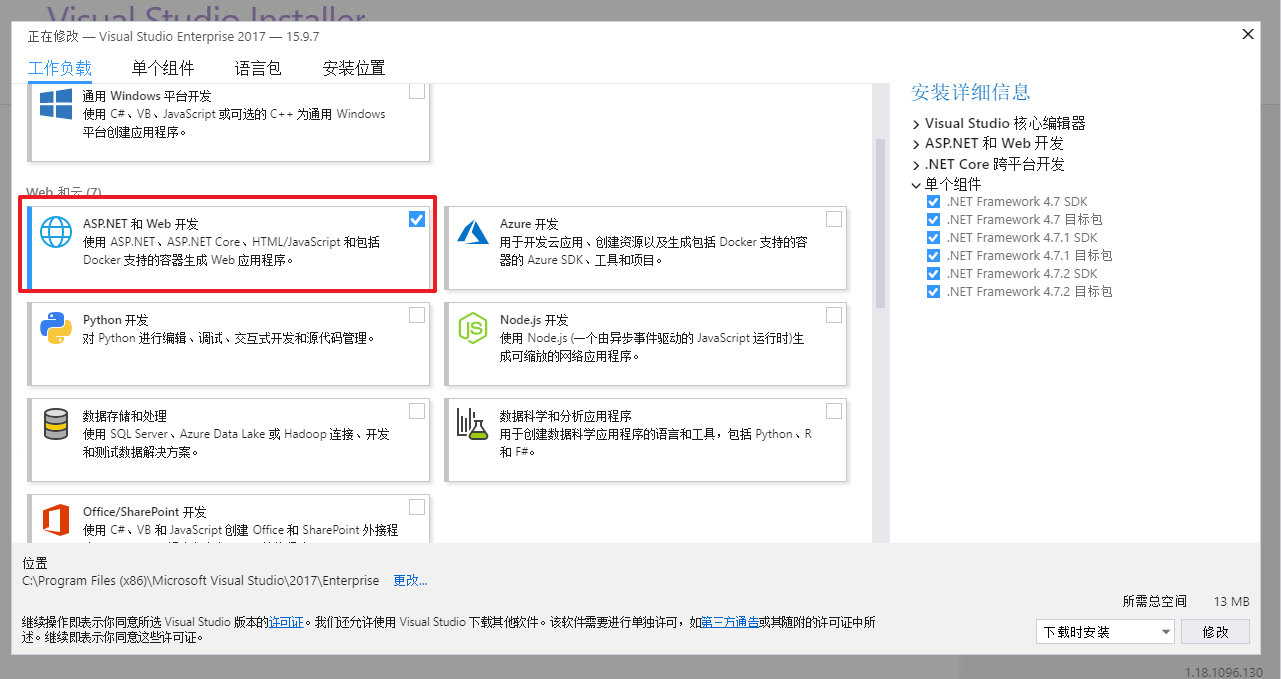 Visual Studio Installer
正在修改 — Visual Studio Enterprise 2017 — 15.9.7
工作负载 单个组件 语言包 安装位置
通用 Windows 平台开发
使用 C#、VB、JavaScript 或可选的 C++ 为通用 Windows
平台创建应用程序。
Web 和云 (7)
ASP.NET 和 Web 开发
使用 ASP.NET、ASP.NET Core、HTML/JavaScript 和包括
Docker 支持的容器生成 Web 应用程序。
Azure 开发
用于开发云应用、创建资源以及生成包括 Docker 支持的容
器的 Azure SDK、工具和项目。
Python 开发
对 Python 进行编辑、调试、交互式开发和源代码管理。
Node.js 开发
使用 Node.js (一个由异步事件驱动的 JavaScript 运行时)生
成可缩放的网络应用程序。
数据存储和处理
使用 SQL Server、Azure Data Lake 或 Hadoop 连接、开发
和测试数据解决方案。
数据科学和分析应用程序
用于创建数据科学应用程序的语言和工具，包括 Python、R
和 F#。
Office/SharePoint 开发
使用 C#、VB 和 JavaScript 创建 Office 和 SharePoint 外接程
安装详细信息
Visual Studio 核心编辑器
ASP.NET 和 Web 开发
.NET Core 跨平台开发
单个组件
.NET Framework 4.7 SDK
.NET Framework 4.7 目标包
.NET Framework 4.7.1 SDK
.NET Framework 4.7.1 目标包
.NET Framework 4.7.2 SDK
.NET Framework 4.7.2 目标包
位置
C:\Program Files (x86)\Microsoft Visual Studio\2017\Enterprise 更改...
所需总空间 13 MB
继续操作即表示你同意所选 Visual Studio 版本的许可证。我们还允许使用 Visual Studio 下载其他软件。该软件需要进行单独许可，如第三方通告或其随附的许可证中所
述。继续即表示你同意这些许可证。
下载时安装 修改
1.18.1096.130